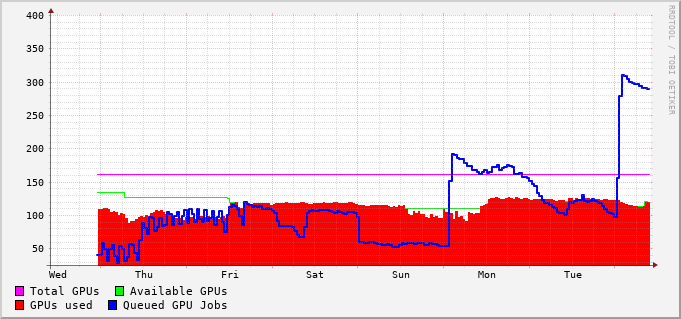 400
350
300
250
200
150
100
50
Wed Thu Fri Sat Sun Mon Tue
Total GPUs Available GPUs
GPUs used Queued GPU Jobs
RRDTOOL / TOBI OETIKER